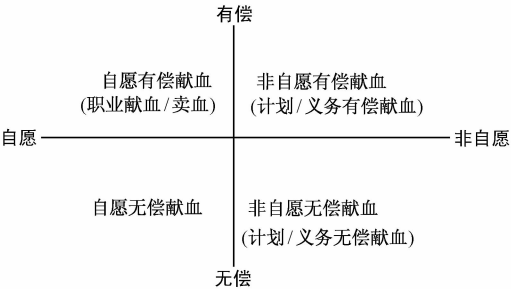 有偿
自愿有偿献血
(职业献血/卖血)
非自愿有偿献血
(计划/义务有偿献血)
自愿
非自愿
自愿无偿献血
非自愿无偿献血
(计划/义务无偿献血)
无偿